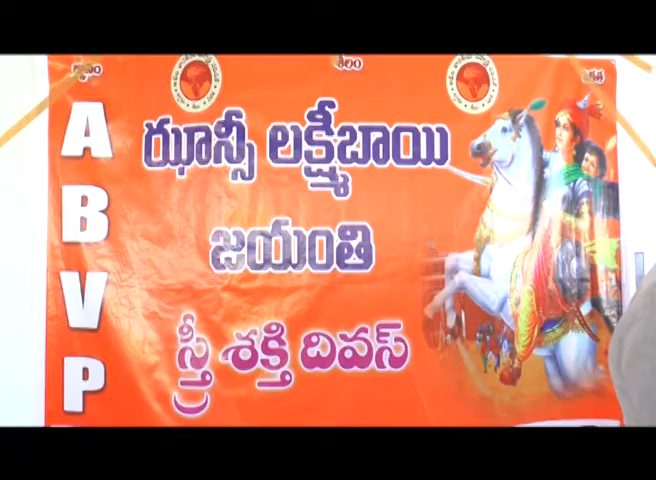 జ్ఞానం శీలం
ABVP
ఝాన్సీ లక్ష్మీబాయి
జయంతి
స్త్రీ శక్తి దివస్